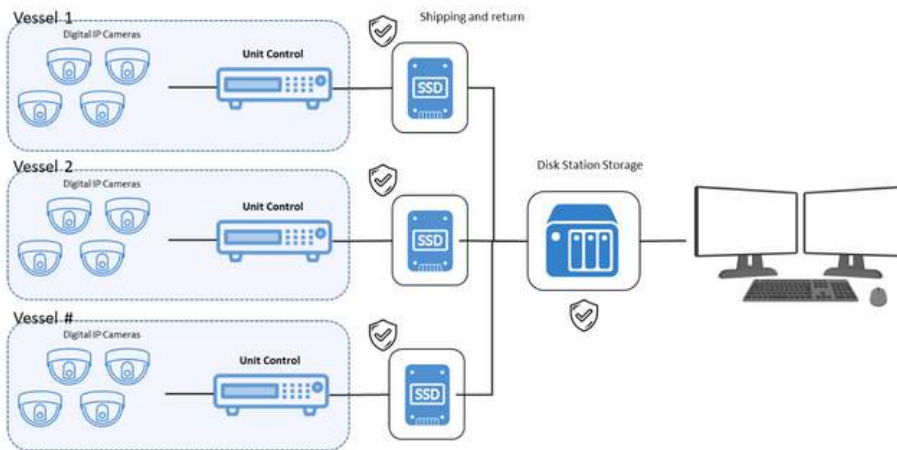 Vessel 1
Shipping and return
Digital IP Cameras
Unit Control
SSD
Vessel 2
Digital IP Cameras
Unit Control
SSD
Disk Station Storage
Vessel #
Digital IP Cameras
Unit Control
SSD